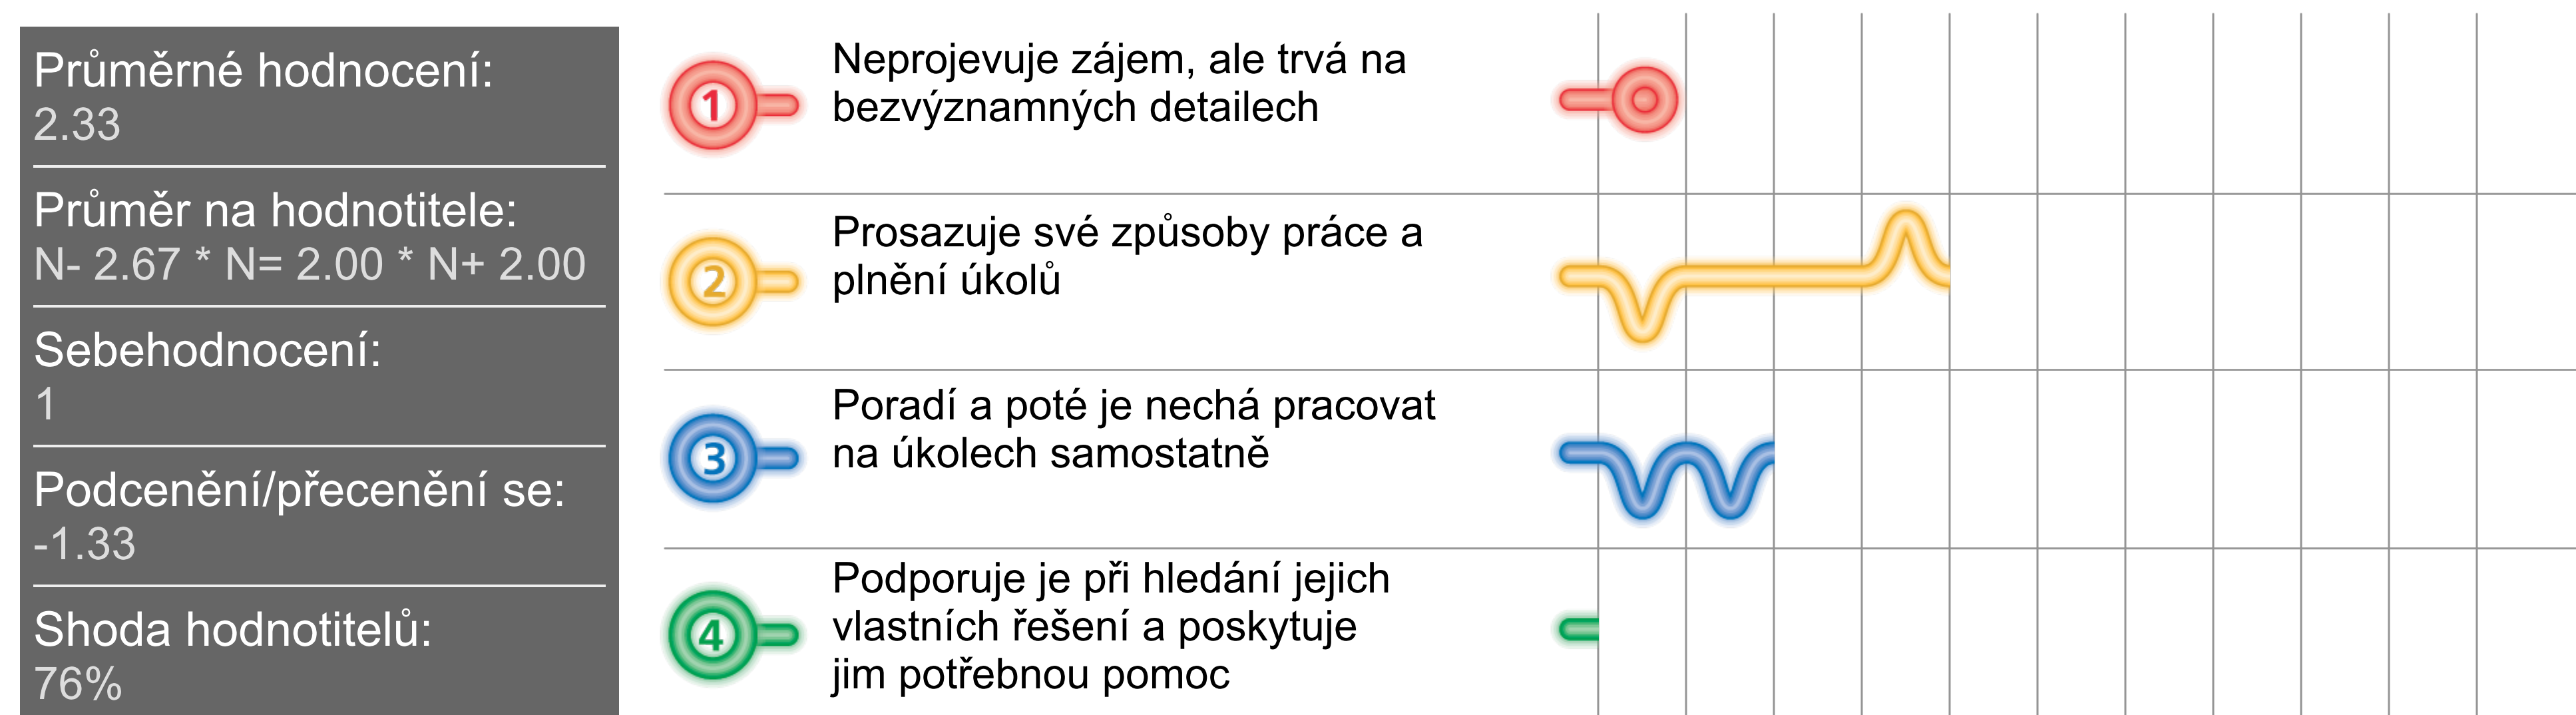 Průměrné hodnocení:
2.33
Průměr na hodnotitele:
N- 2.67 * N= 2.00 * N+ 2.00
Sebehodnocení:
1
Podcenění/přecenění se:
-1.33
Shoda hodnotitelů:
76%
1
Neprojevuje zájem, ale trvá na
bezvýznamných detailech
2
Prosazuje své způsoby práce a
plnění úkolů
3
Poradí a poté je nechá pracovat
na úkolech samostatně
4
Podporuje je při hledání jejich
vlastních řešení a poskytuje
jim potřebnou pomoc